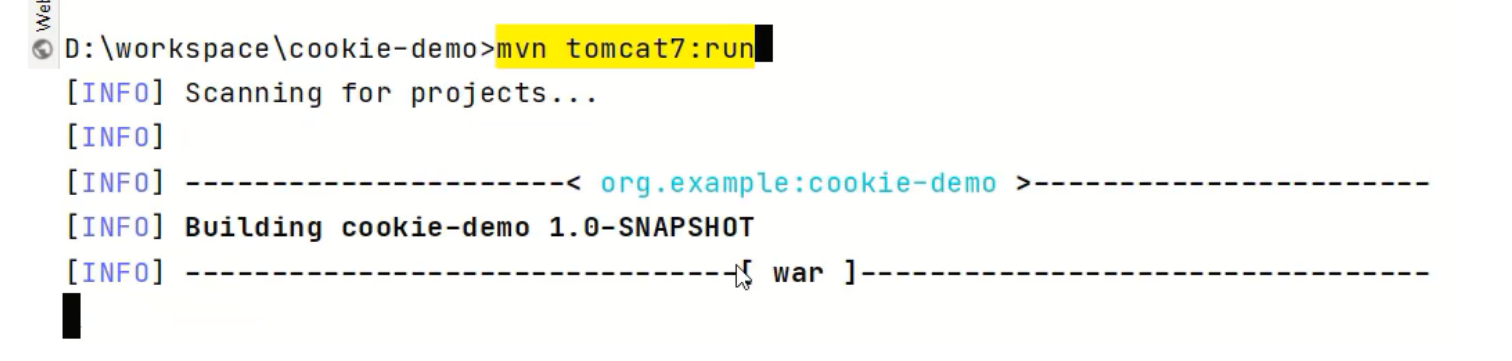 Web
D:\workspace\cookie-demo>mvn tomcat7:run
[INFO] Scanning for projects...
[INFO]
[INFO] ----------------------< org.example:cookie-demo >-----------------------
[INFO] Building cookie-demo 1.0-SNAPSHOT
[INFO] --------------------------------[ war ]---------------------------------